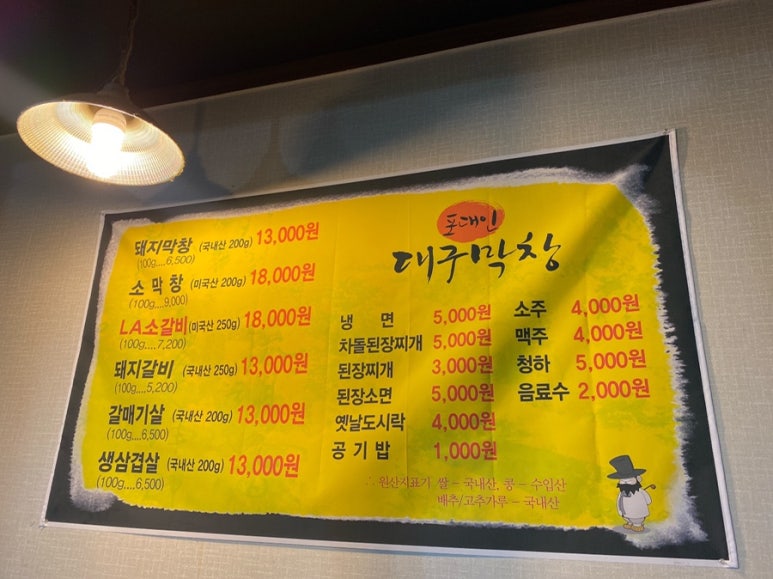 돼지막창 (국내산 200g) 13,000원
(100g....6,500)
소 막 창 (미국산 200g) 18,000원
(100g....9,000)
LA소갈비(미국산 250g) 18,000원
(100g....7,200)
돼지갈비 (국내산 250g) 13,000원
(100g....5,200)
갈매기살 (국내산 200g) 13,000원
(100g....6,500)
생삼겹살 (국내산 200g) 13,000원
(100g....6,500)
포대인
대구막창
냉 면 5,000원
차돌된장찌개 5,000원
된장찌개 3,000원
된장소면 5,000원
옛날도시락 4,000원
공 기 밥 1,000원
소주 4,000원
맥주 4,000원
청하 5,000원
음료수 2,000원
∴ 원산지표기 쌀 – 국내산, 콩 – 수입산
배추/고추가루 – 국내산